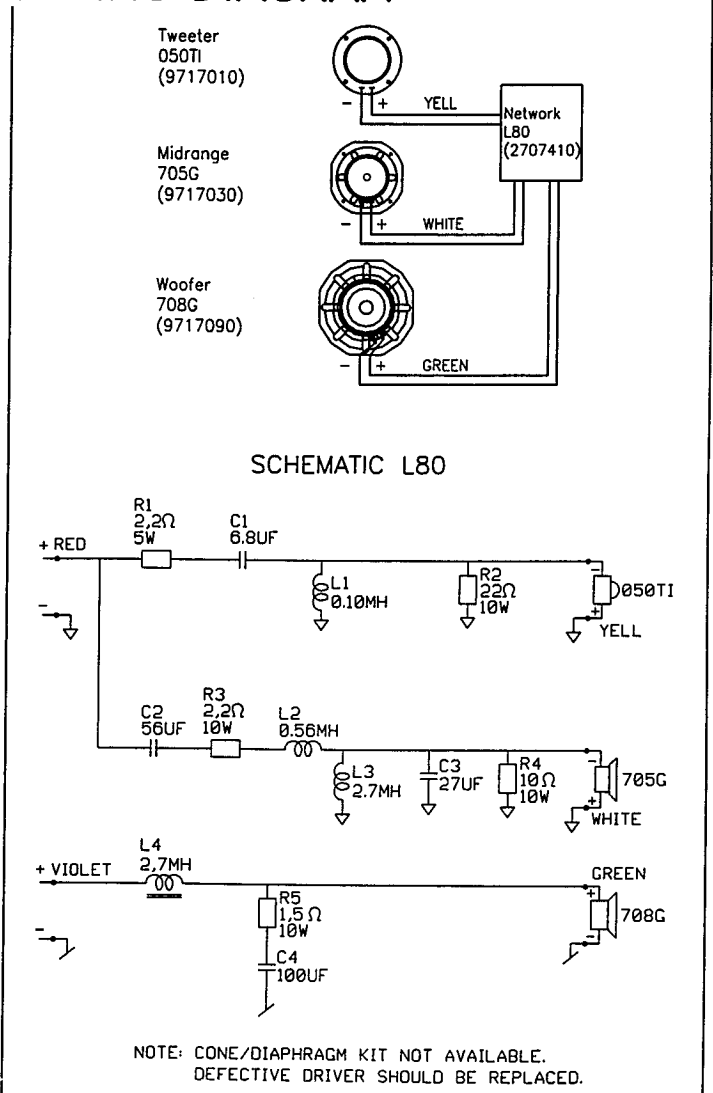 Tweeter
050TI
(9717010)
- + YELL
Network
L80
(2707410)
Midrange
705G
(9717030)
- + WHITE
Woofer
708G
(9717090)
- + GREEN
SCHEMATIC L80
+ RED
-
R1
2,2Ω
5W
C1
6.8UF
L1
0.10MH
R2
22Ω
10W
-
050TI
+
YELL
C2
56UF
R3
2,2Ω
10W
L2
0.56MH
L3
2.7MH
C3
27UF
R4
10Ω
10W
-
705G
+
WHITE
+ VIOLET
-
L4
2,7MH
R5
1,5Ω
10W
C4
100UF
GREEN
+
708G
-
NOTE: CONE/DIAPHRAGM KIT NOT AVAILABLE.
DEFECTIVE DRIVER SHOULD BE REPLACED.